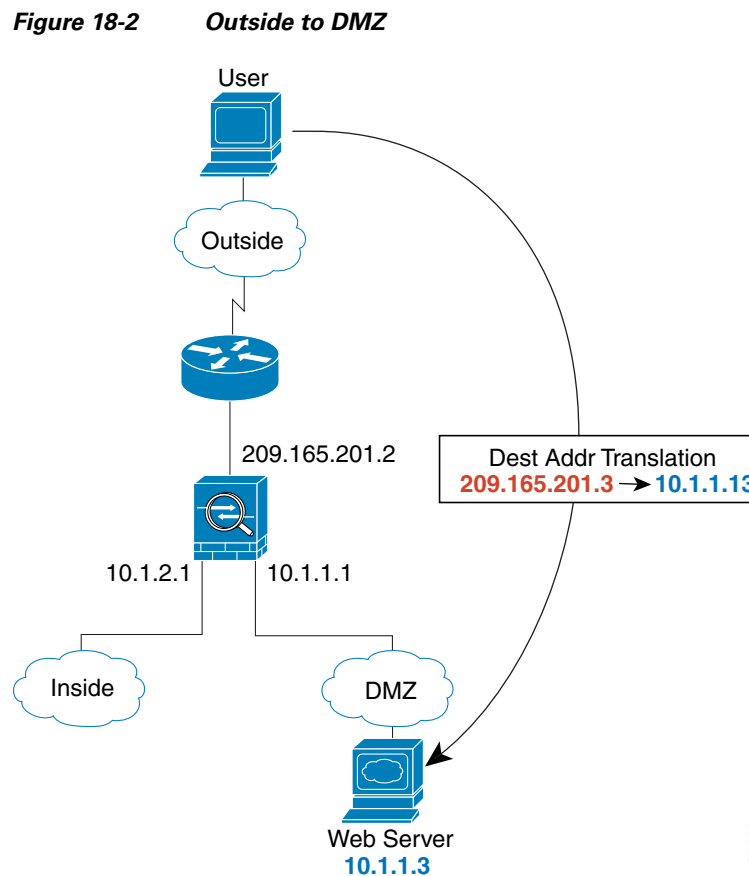 Figure 18-2 Outside to DMZ
User
Outside
209.165.201.2
Dest Addr Translation
209.165.201.3 10.1.1.13
10.1.2.1 10.1.1.1
Inside
DMZ
Web Server
10.1.1.3